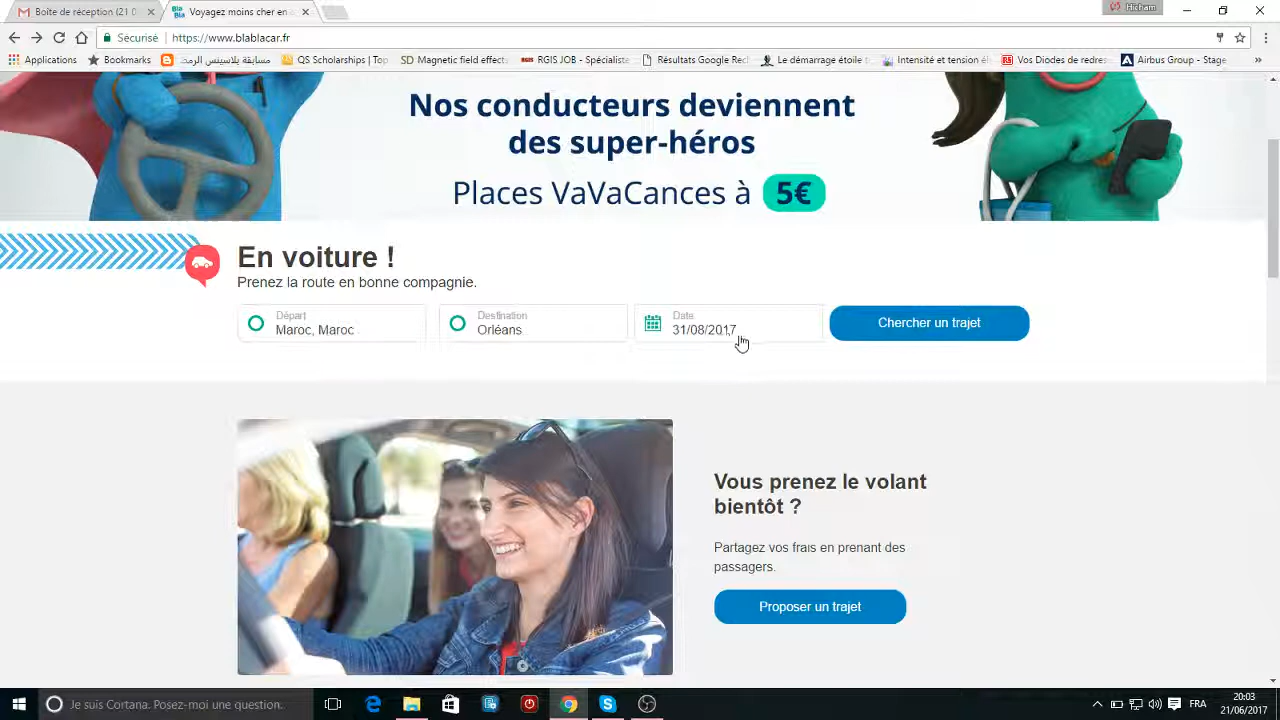 Boîte de réception (21 0
Voyagez moins cher en
Hicham
Sécurisé
https://www.blablacar.fr
Applications
Bookmarks
مسابقة بلاسينس الرمت
QS Scholarships | Top
SD Magnetic field effect
RGIS JOB - Spécialiste
Résultats Google Rech
Le démarrage étoile t
Intensité et tension él
Vos Diodes de redres
Airbus Group - Stage
»
Nos conducteurs deviennent
des super-héros
Places VaVaCances à 5€
En voiture !
Prenez la route en bonne compagnie.
Départ
Maroc, Maroc
Destination
Orléans
Date
31/08/2017
Chercher un trajet
Vous prenez le volant
bientôt ?
Partagez vos frais en prenant des
passagers.
Proposer un trajet
Je suis Cortana. Posez-moi une question.
FRA
20:03
21/06/2017